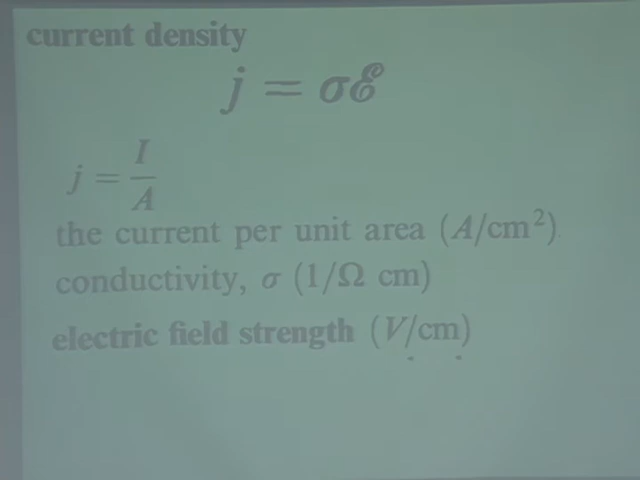 current density
j = σℰ
j = I/A
the current per unit area (A/cm²)
conductivity, σ (1/Ω cm)
electric field strength (V/cm)